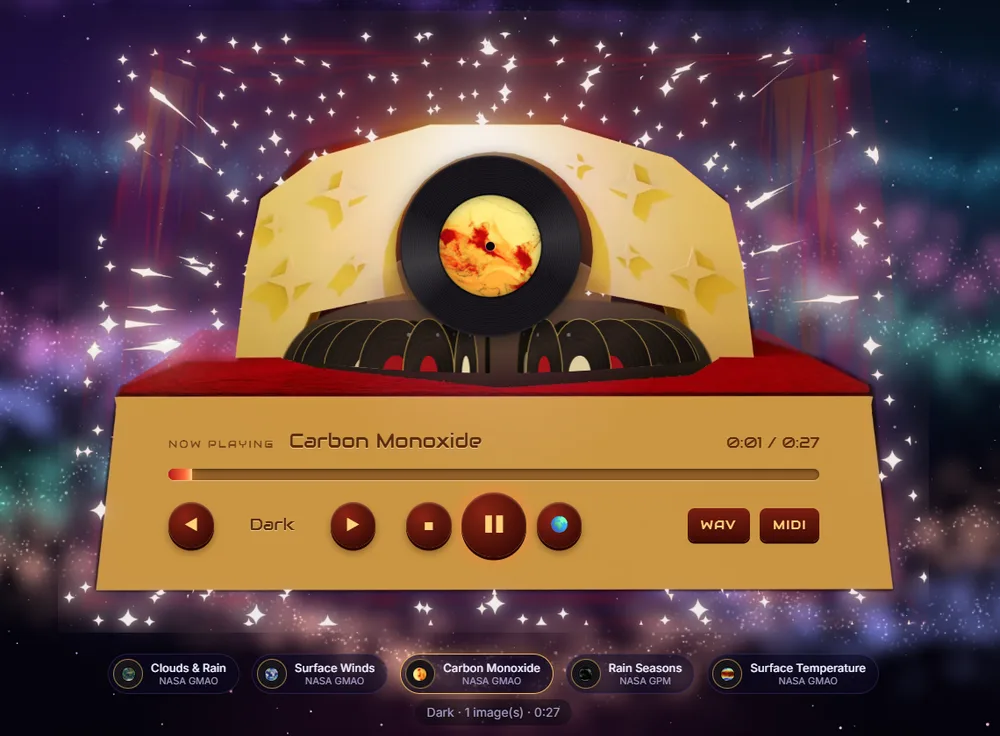 NOW PLAYING Carbon Monoxide 0:01 / 0:27
Dark WAV MIDI
Clouds & Rain
NASA GMAO
Surface Winds
NASA GMAO
Carbon Monoxide
NASA GMAO
Rain Seasons
NASA GPM
Surface Temperature
NASA GMAO
Dark · 1 image(s) · 0:27